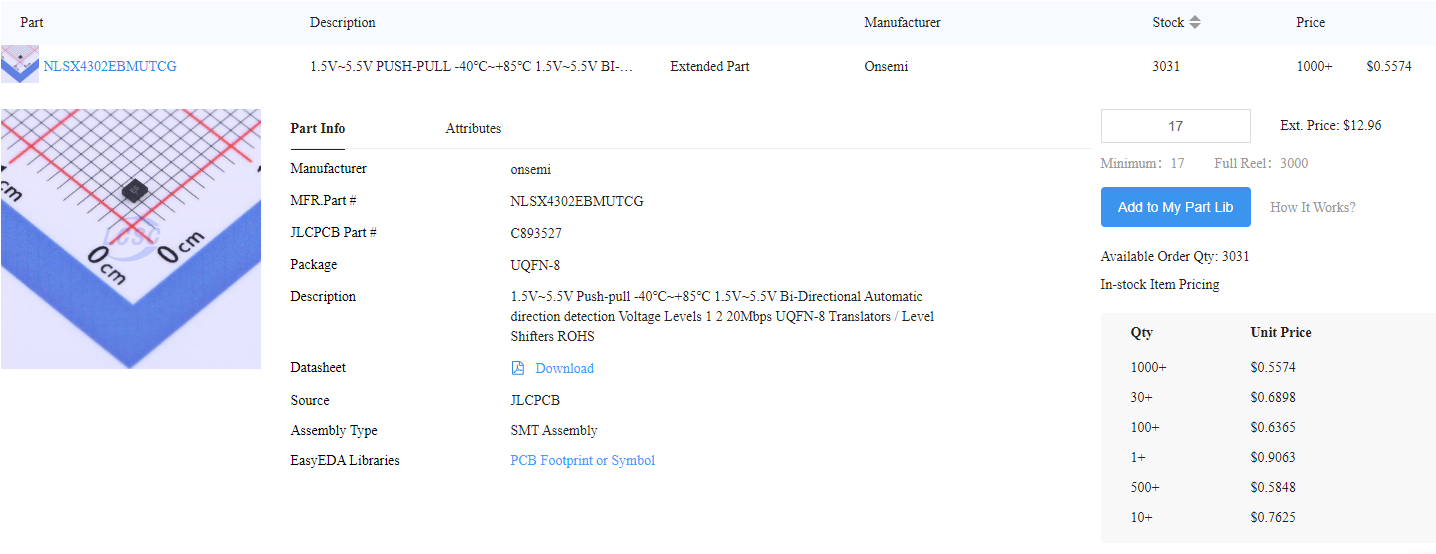 Part Description Manufacturer Stock Price
NLSX4302EBMUTCG 1.5V~5.5V PUSH-PULL -40℃~+85℃ 1.5V~5.5V BI-… Extended Part Onsemi 3031 1000+ $0.5574
Part Info Attributes
17 Ext. Price: $12.96
Manufacturer onsemi
Minimum： 17 Full Reel： 3000
MFR.Part # NLSX4302EBMUTCG
Add to My Part Lib How It Works?
JLCPCB Part # C893527
Package UQFN-8
Available Order Qty: 3031
In-stock Item Pricing
Description 1.5V~5.5V Push-pull -40℃~+85℃ 1.5V~5.5V Bi-Directional Automatic
direction detection Voltage Levels 1 2 20Mbps UQFN-8 Translators / Level
Shifters ROHS
Datasheet Download
Source JLCPCB
Assembly Type SMT Assembly
EasyEDA Libraries PCB Footprint or Symbol
Qty Unit Price
1000+ $0.5574
30+ $0.6898
100+ $0.6365
1+ $0.9063
500+ $0.5848
10+ $0.7625
cm
LCSC
0 cm
0 cm